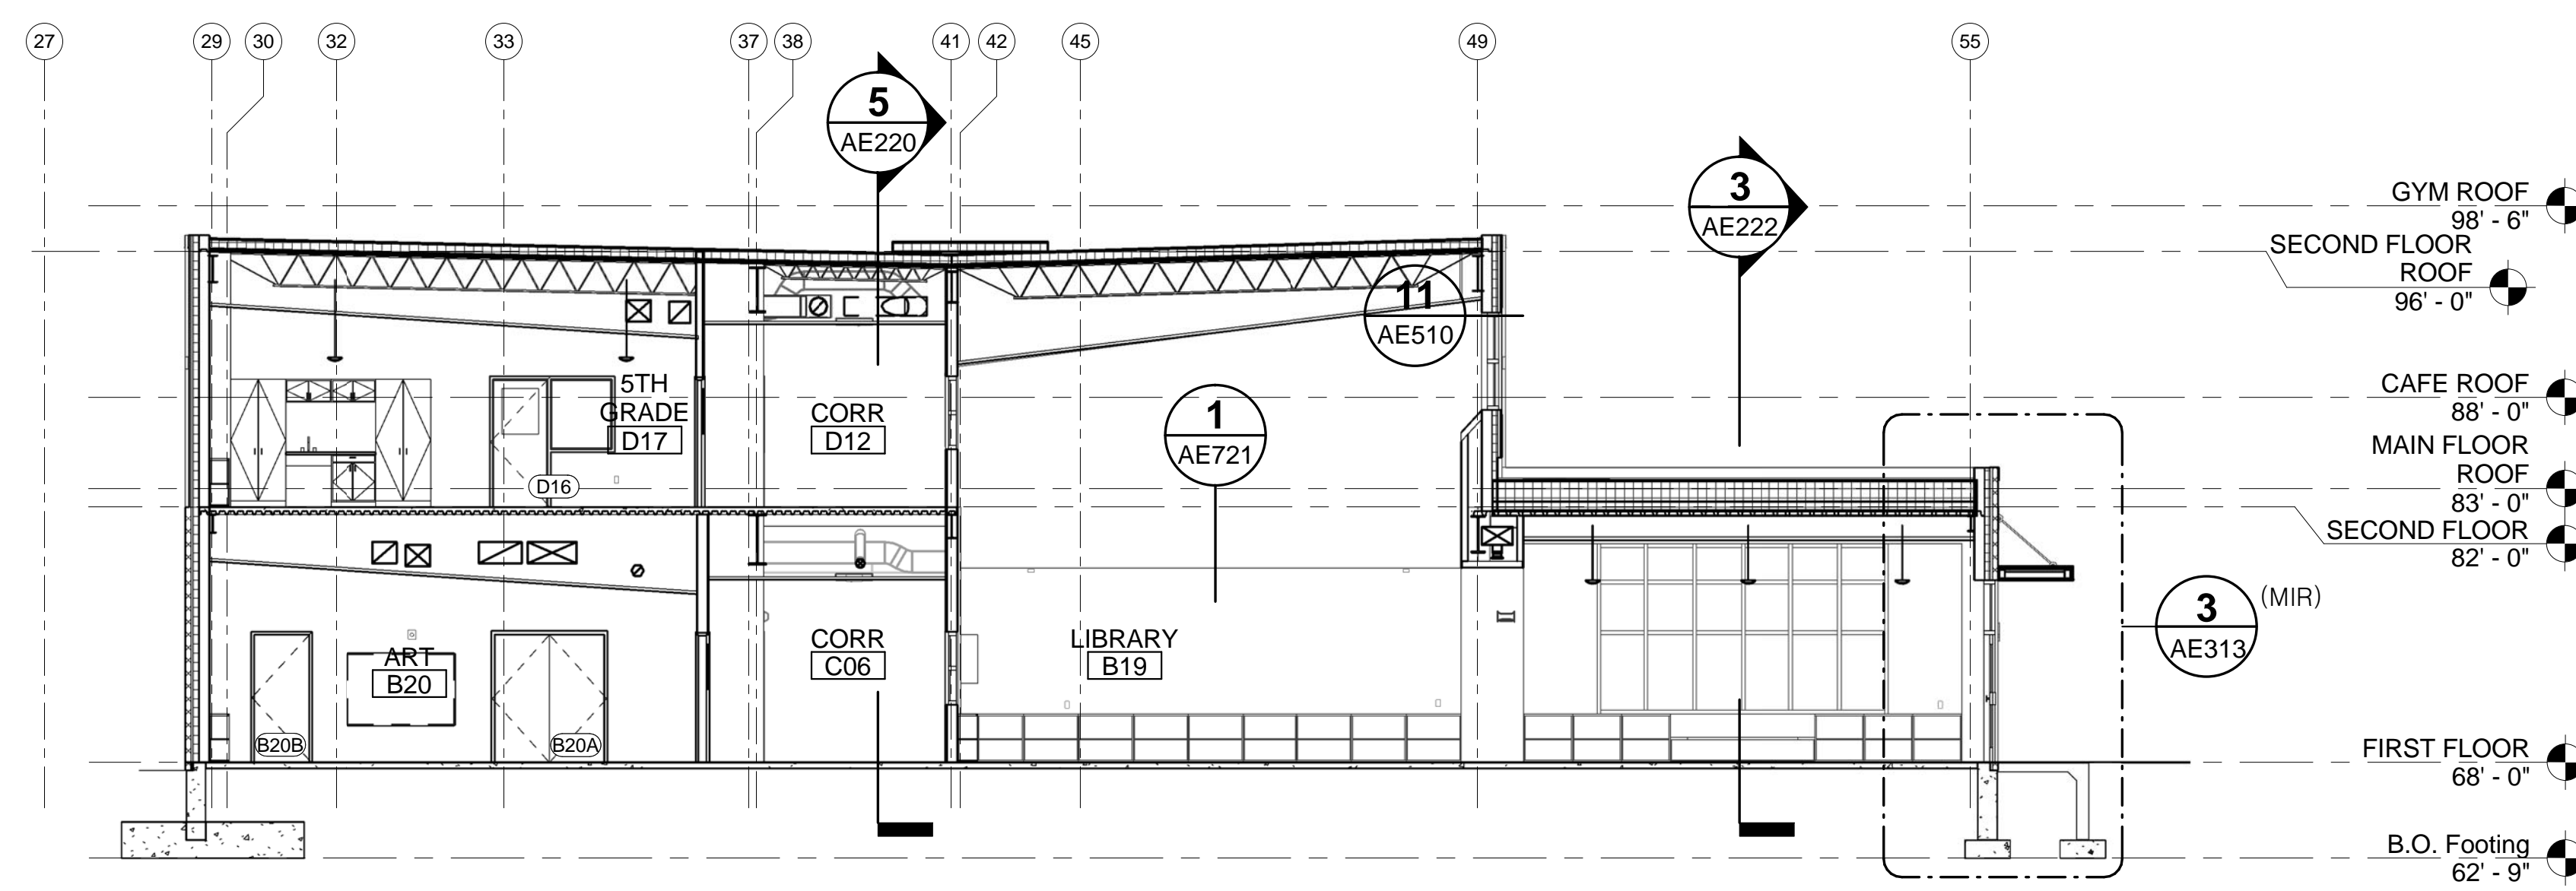 27
29
30
32
33
37
38
41
42
45
49
55
5
AE220
3
AE222
GYM ROOF
98' - 6"
SECOND FLOOR
ROOF
96' - 0"
11
AE510
CAFE ROOF
88' - 0"
5TH
GRADE
D17
CORR
D12
1
AE721
MAIN FLOOR
ROOF
83' - 0"
D16
SECOND FLOOR
82' - 0"
3
AE313
(MIR)
ART
B20
CORR
C06
LIBRARY
B19
B20B
B20A
FIRST FLOOR
68' - 0"
B.O. Footing
62' - 9"